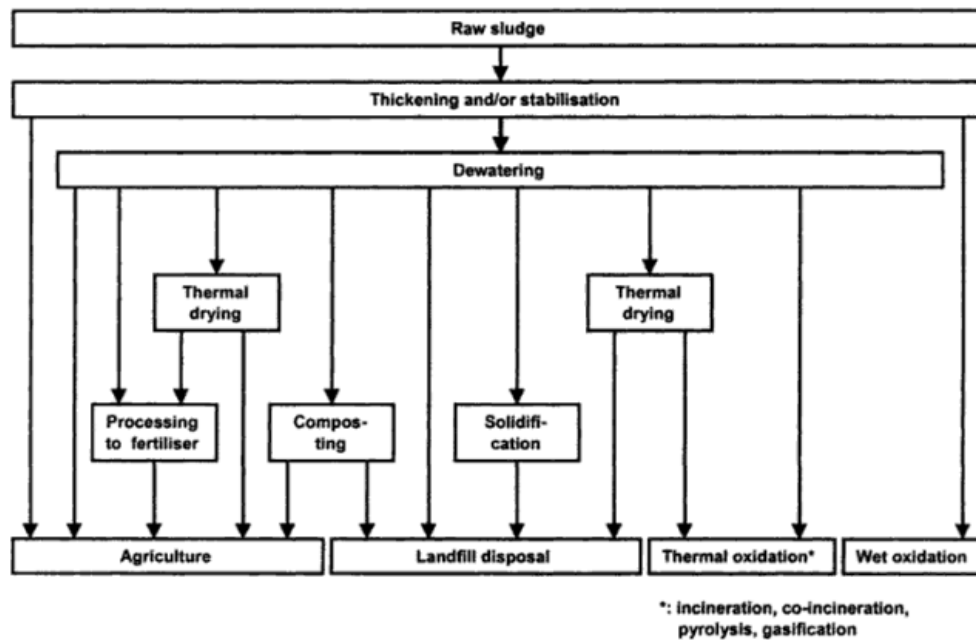 Raw sludge
Thickening and/or stabilisation
Dewatering
Thermal
drying
Thermal
drying
Processing
to fertiliser
Compos-
ting
Solidifi-
cation
Agriculture
Landfill disposal
Thermal oxidation*
Wet oxidation
*: incineration, co-incineration,
pyrolysis, gasification